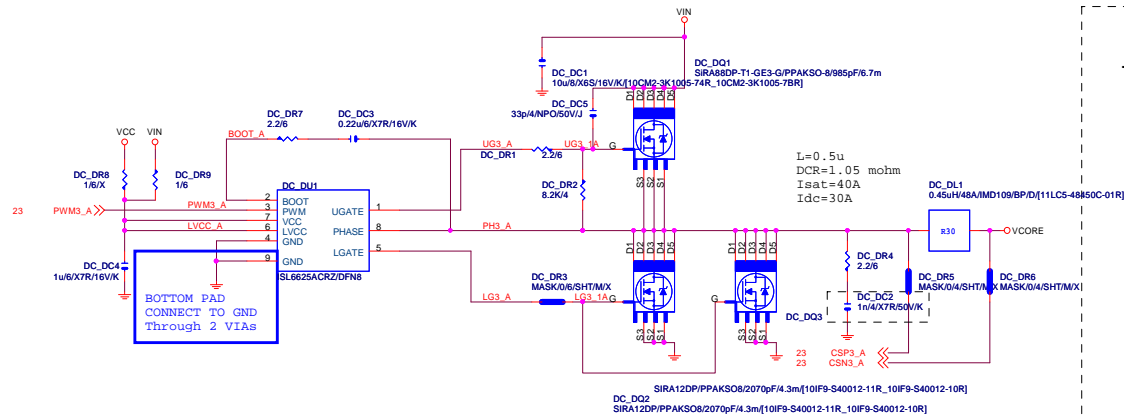 VIN
DC_DQ1
SiRA88DP-T1-GE3-G/PPAKSO-8/985pF/6.7m
DC_DC1
10u/8/X6S/16V/K/[10CM2-3K1005-74R_10CM2-3K1005-7BR]
DC_DC5
33p/4/NPO/50V/J
D1
D2
D3
D4
D5
G
S3
S2
S1
DC_DR7
2.2/6
DC_DC3
0.22u/6/X7R/16V/K
BOOT_A
VCC
VIN
DC_DR8
1/6/X
DC_DR9
1/6
UG3_A
DC_DR1
2.2/6
UG3_1A
DC_DR2
8.2K/4
L=0.5u
DCR=1.05 mohm
Isat=40A
Idc=30A
DC_DL1
0.45uH/48A/IMD109/BP/D/[11LC5-48450C-01R]
R30
VCORE
DC_DU1
2
3
7
6
4
9
BOOT
PWM
VCC
LVCC
GND
GND
UGATE
PHASE
LGATE
1
8
5
SL6625ACRZ/DFN8
23
PWM3_A
PWM3_A
LVCC_A
PH3_A
DC_DC4
1u/6/X7R/16V/K
BOTTOM PAD
CONNECT TO GND
Through 2 VIAs
LG3_A
DC_DR3
MASK/0/6/SHT/M/X
LG3_1A
D1
D2
D3
D4
D5
G
S3
S2
S1
D1
D2
D3
D4
D5
G
S3
S2
S1
DC_DQ3
DC_DR4
2.2/6
DC_DC2
1n/4/X7R/50V/K
DC_DR5
MASK/0/4/SHT/M/X
DC_DR6
MASK/0/4/SHT/M/X
23
CSP3_A
23
CSN3_A
SIRA12DP/PPAKSO8/2070pF/4.3m/[10IF9-S40012-11R_10IF9-S40012-10R]
DC_DQ2
SIRA12DP/PPAKSO8/2070pF/4.3m/[10IF9-S40012-11R_10IF9-S40012-10R]